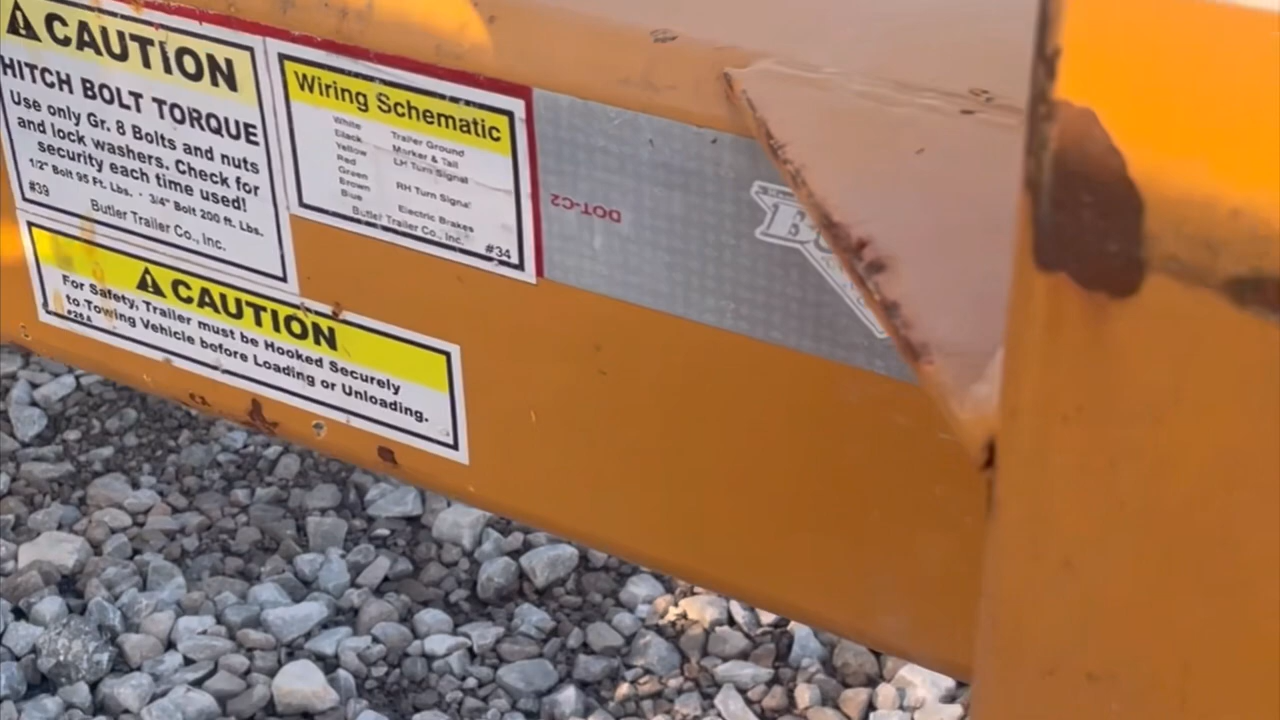 CAUTION
HITCH BOLT TORQUE
Use only Gr. 8 Bolts and nuts
and lock washers. Check for
security each time used!
1/2" Bolt 95 Ft. Lbs. - 3/4" Bolt 200 ft. Lbs.
#39
Butler Trailer Co., Inc.
Wiring Schematic
White Trailer Ground
Black Marker & Tail
Yellow LH Turn Signal
Red
Green RH Turn Signal
Brown
Blue Electric Brakes
Butler Trailer Co., Inc.
#34
DOT-C2
CAUTION
For Safety, Trailer must be Hooked Securely
to Towing Vehicle before Loading or Unloading.
#26A